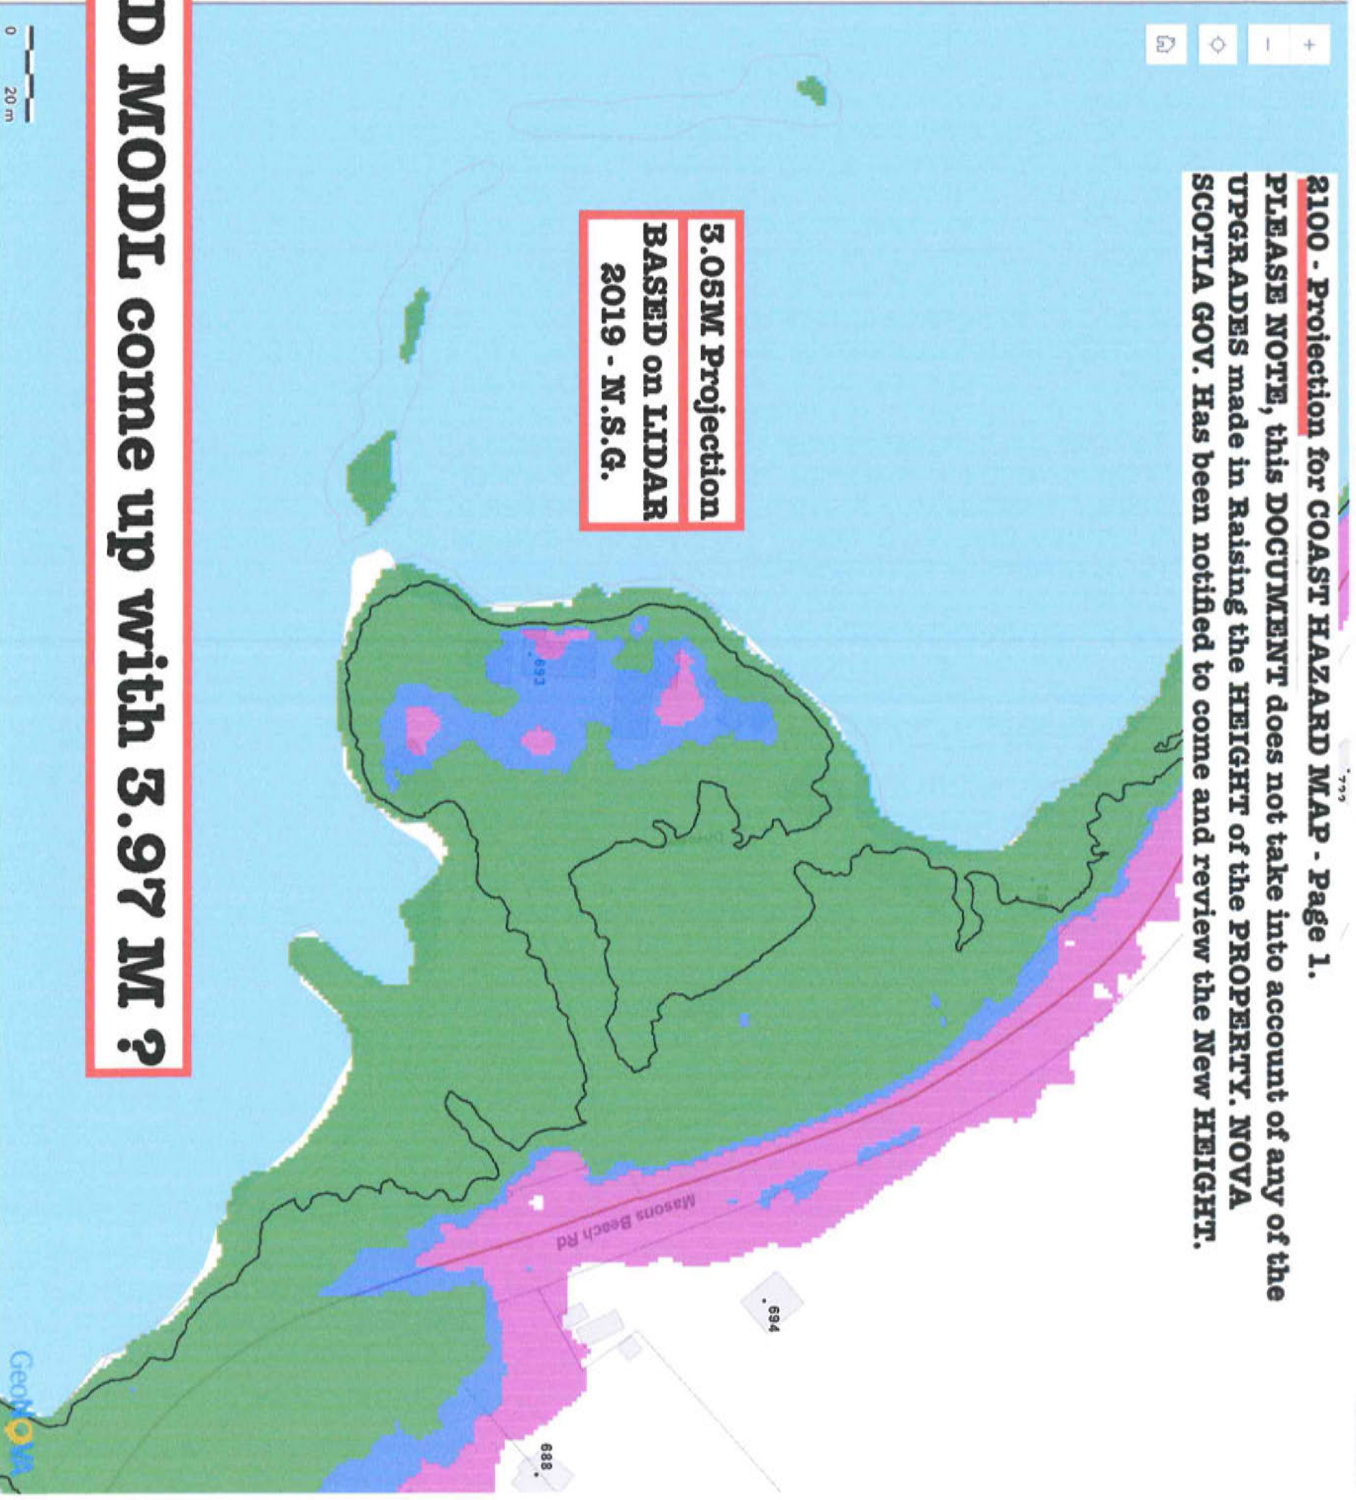 2100 - Projection for COAST HAZARD MAP - Page 1.
PLEASE NOTE, this DOCUMENT does not take into account of any of the
UPGRADES made in Raising the HEIGHT of the PROPERTY. NOVA
SCOTIA GOV. Has been notified to come and review the New HEIGHT.
3.05M Projection
BASED on LIDAR
2019 - N.S.G.
693
694
688
Masons Beach Rd
D MODL come up with 3.97 M ?
0 20 m
GeoNOVA